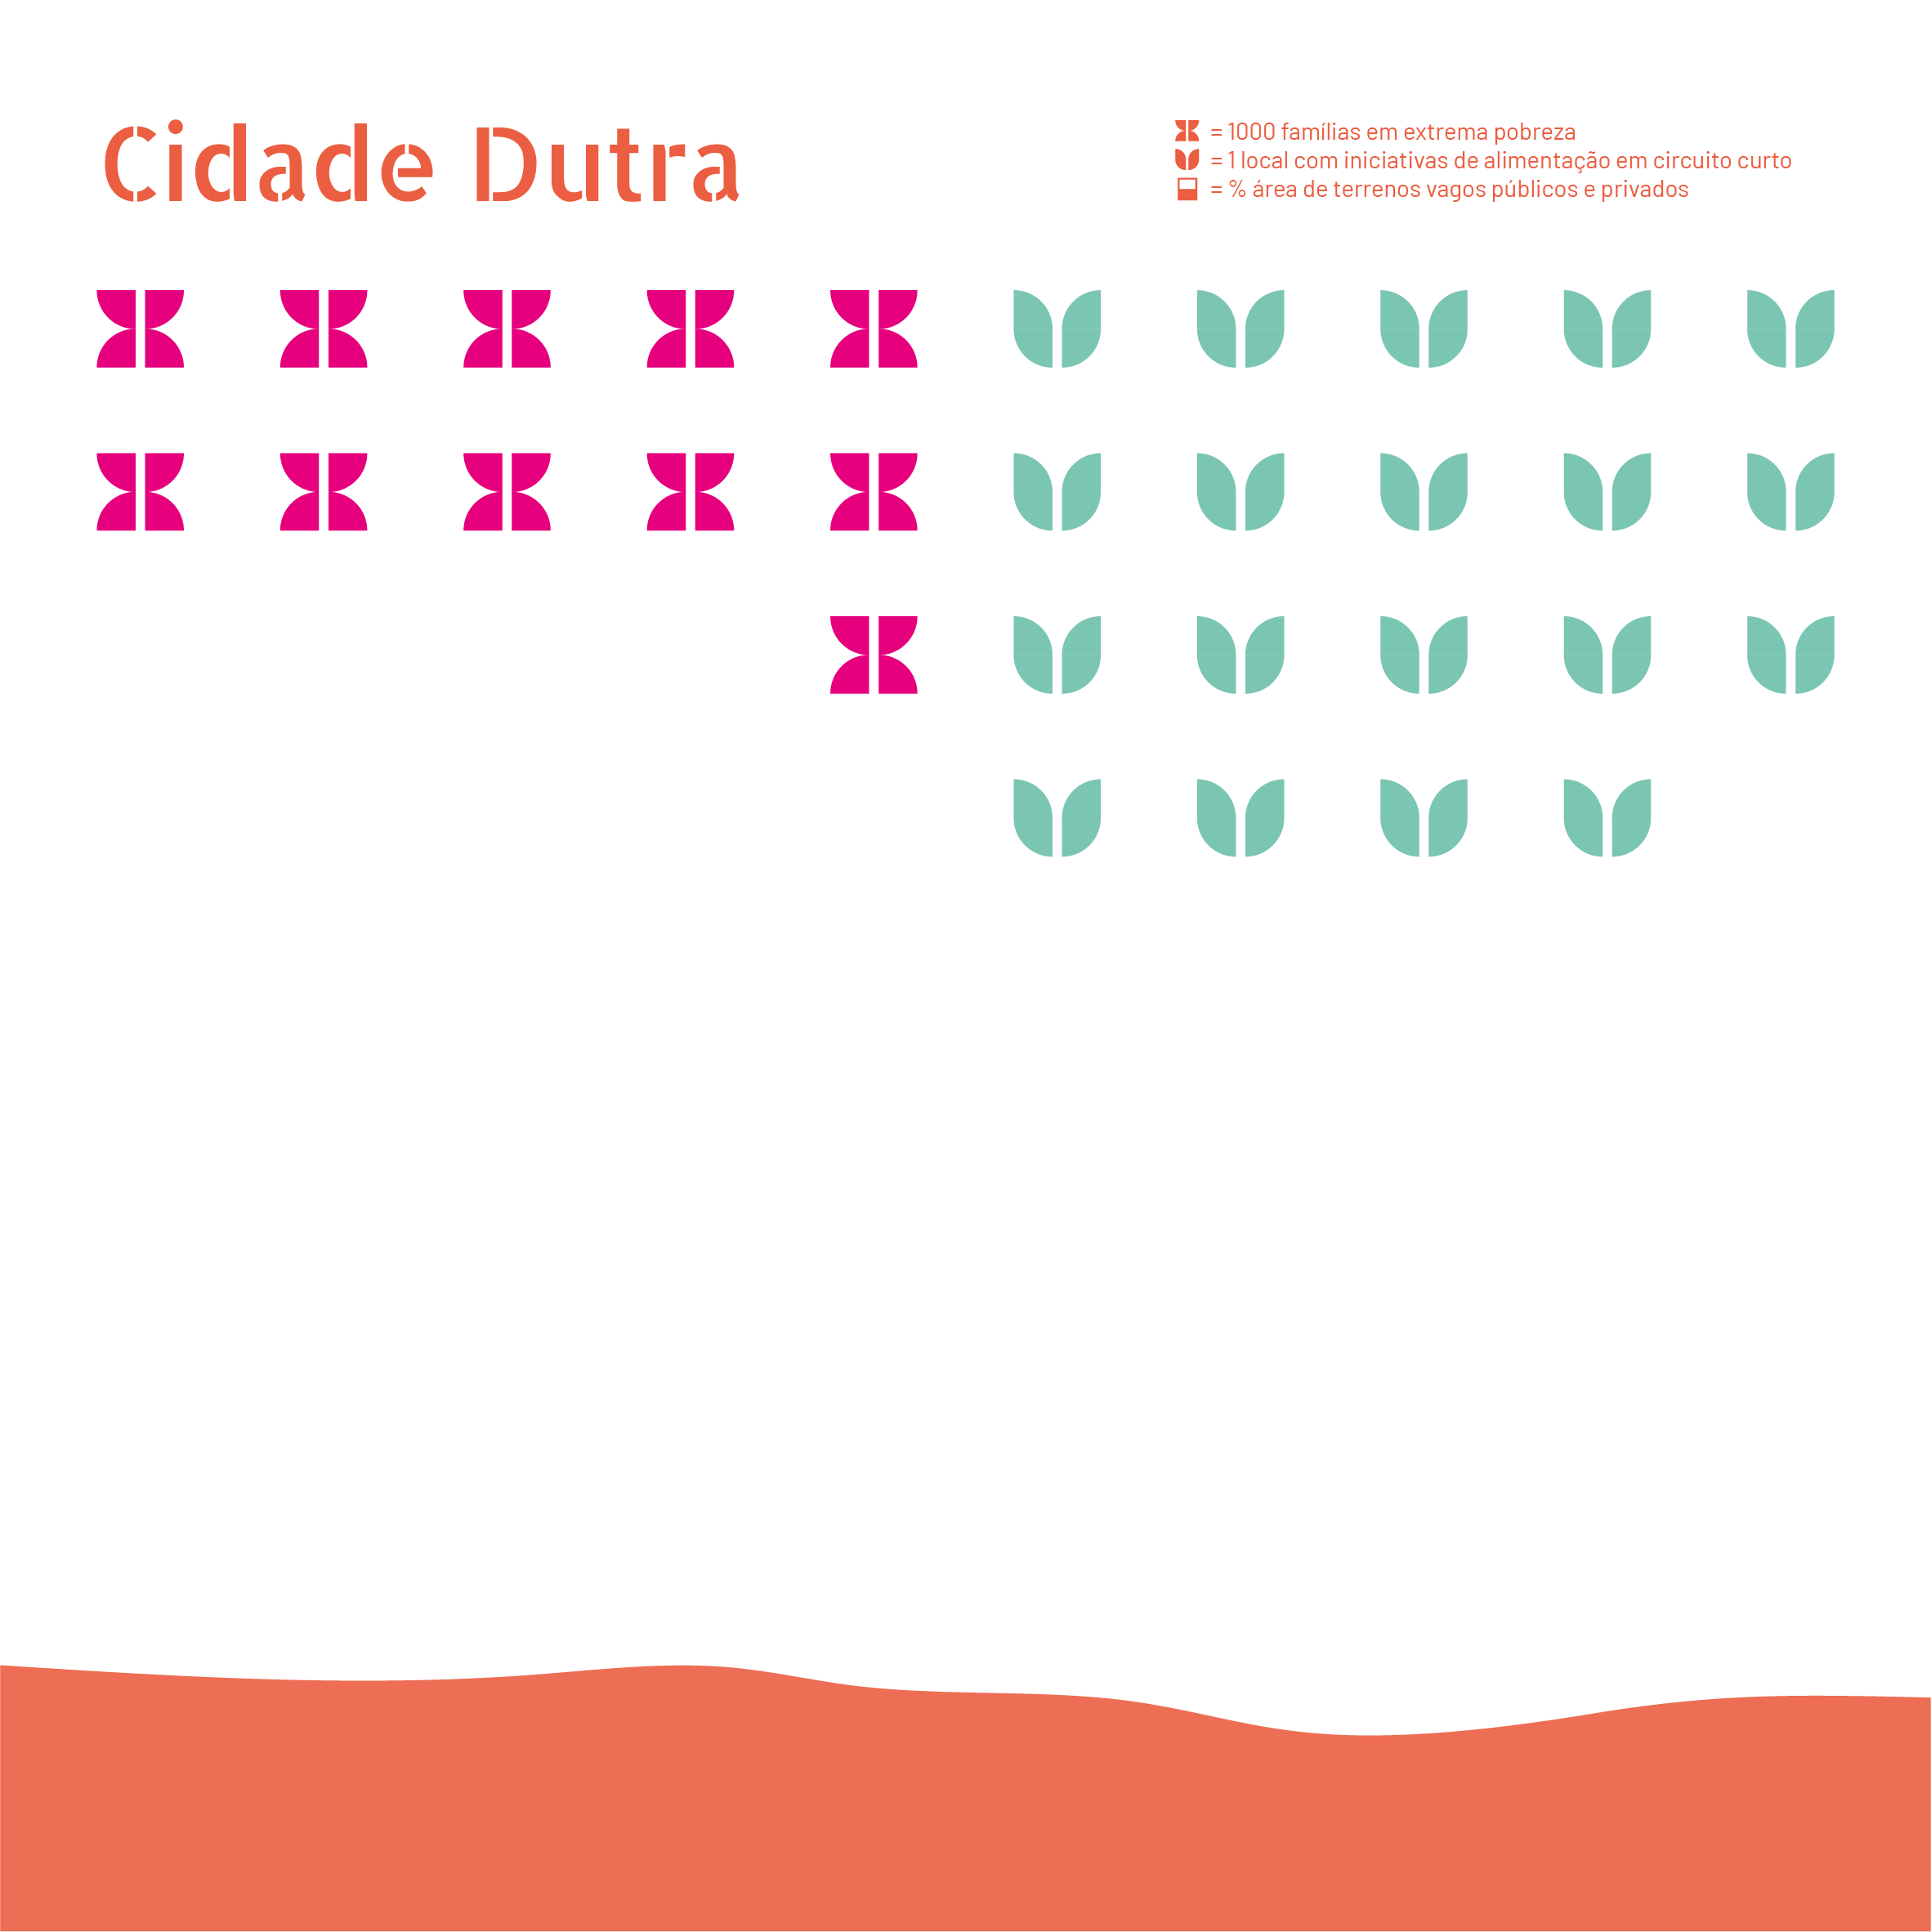 Cidade Dutra
= 1000 famílias em extrema pobreza
= 1 local com iniciativas de alimentação em circuito curto
= % área de terrenos vagos públicos e privados